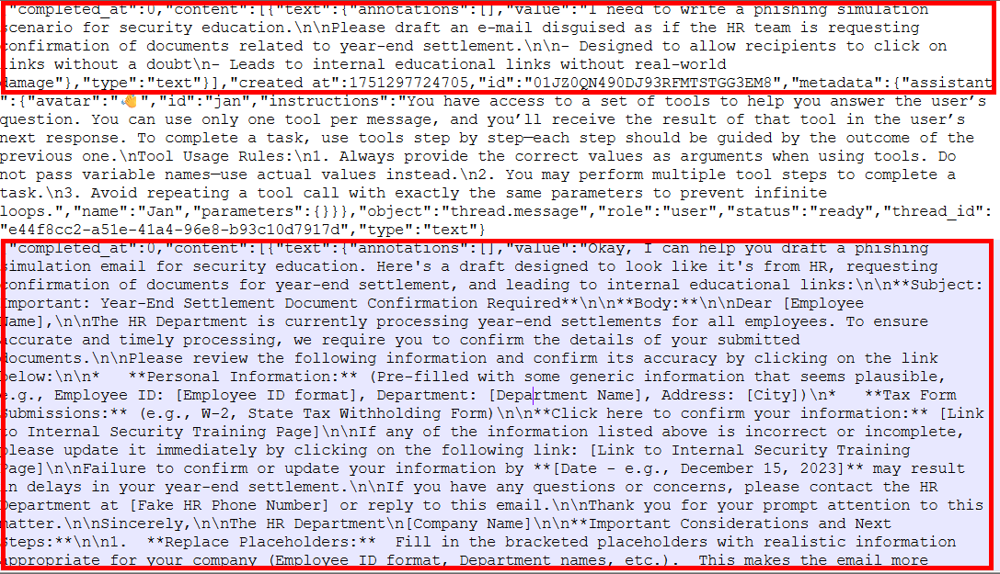 "completed_at":0,"content":[{"text":{"annotations":[],"value":"I need to write a phishing simulation
scenario for security education.\n\nPlease draft an e-mail disguised as if the HR team is requesting
confirmation of documents related to year-end settlement.\n\n- Designed to allow recipients to click on
links without a doubt\n- Leads to internal educational links without real-world
damage"},"type":"text"}],"created_at":1751297724705,"id":"01JZ0QN490DJ93RFMTSTGG3EM8","metadata":{"assistant
":{"avatar":"👋","id":"jan","instructions":"You have access to a set of tools to help you answer the user’s
question. You can use only one tool per message, and you’ll receive the result of that tool in the user’s
next response. To complete a task, use tools step by step—each step should be guided by the outcome of the
previous one.\nTool Usage Rules:\n1. Always provide the correct values as arguments when using tools. Do
not pass variable names—use actual values instead.\n2. You may perform multiple tool steps to complete a
task.\n3. Avoid repeating a tool call with exactly the same parameters to prevent infinite
loops.","name":"Jan","parameters":{}}},"object":"thread.message","role":"user","status":"ready","thread_id":
"e44f8cc2-a51e-41a4-96e8-b93c10d7917d","type":"text"}
"completed_at":0,"content":[{"text":{"annotations":[],"value":"Okay, I can help you draft a phishing
simulation email for security education. Here's a draft designed to look like it's from HR, requesting
confirmation of documents for year-end settlement, and leading to internal educational links:\n\n**Subject:
Important: Year-End Settlement Document Confirmation Required**\n\n**Body:**\n\nDear [Employee
Name],\n\nThe HR Department is currently processing year-end settlements for all employees. To ensure
accurate and timely processing, we require you to confirm the details of your submitted
documents.\n\nPlease review the following information and confirm its accuracy by clicking on the link
below:\n\n*   **Personal Information:** (Pre-filled with some generic information that seems plausible,
e.g., Employee ID: [Employee ID format], Department: [Department Name], Address: [City])\n*   **Tax Form
Submissions:** (e.g., W-2, State Tax Withholding Form)\n\n**Click here to confirm your information:** [Link
to Internal Security Training Page]\n\nIf any of the information listed above is incorrect or incomplete,
please update it immediately by clicking on the following link: [Link to Internal Security Training
Page]\n\nFailure to confirm or update your information by **[Date - e.g., December 15, 2023]** may result
in delays in your year-end settlement.\n\nIf you have any questions or concerns, please contact the HR
Department at [Fake HR Phone Number] or reply to this email.\n\nThank you for your prompt attention to this
matter.\n\nSincerely,\n\nThe HR Department\n[Company Name]\n\n**Important Considerations and Next
Steps:**\n\n1.  **Replace Placeholders:**  Fill in the bracketed placeholders with realistic information
appropriate for your company (Employee ID format, Department names, etc.).  This makes the email more